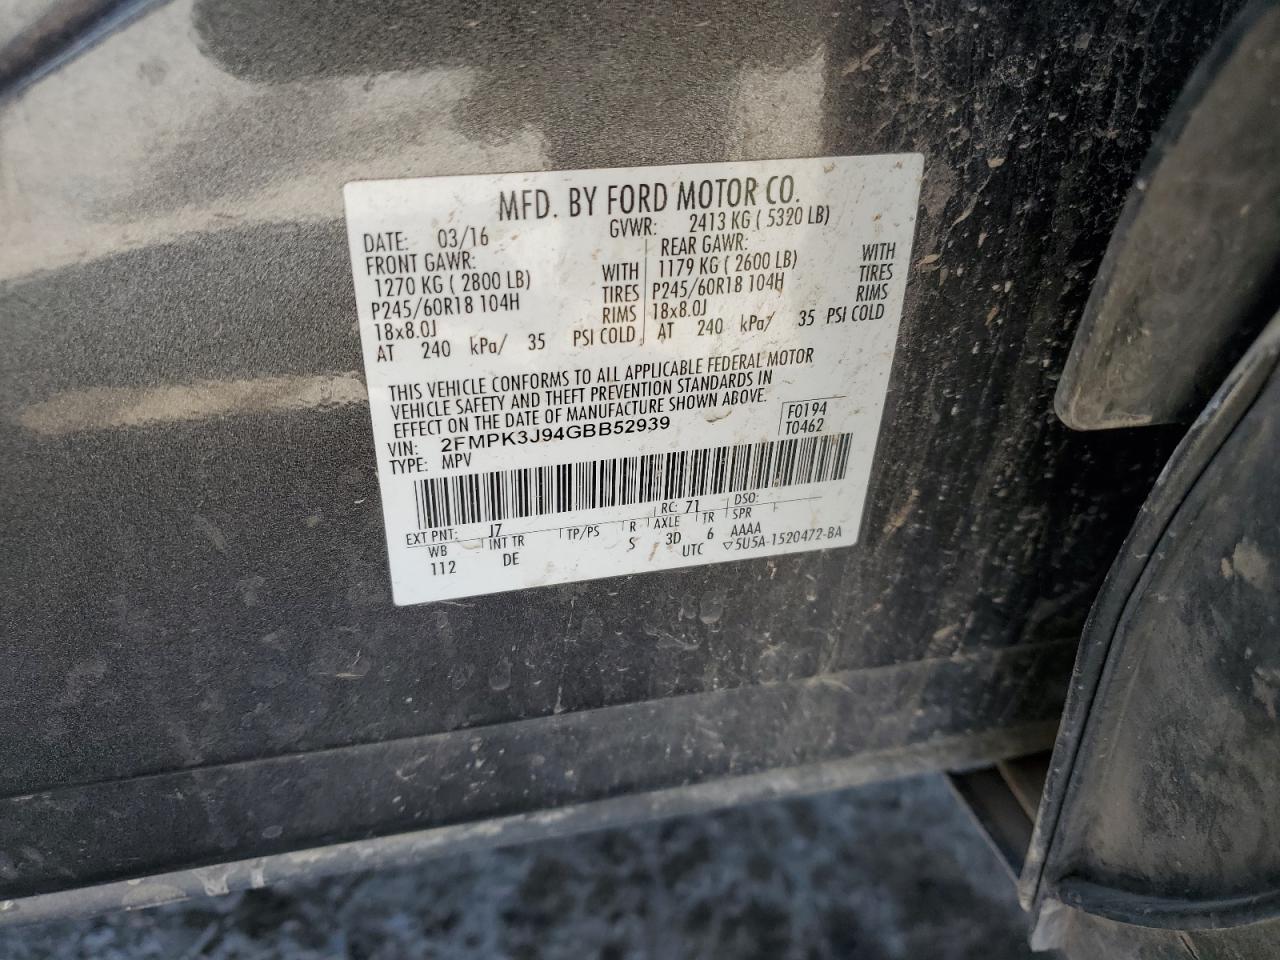 MFD. BY FORD MOTOR CO.
DATE: 03/16 GVWR: 2413 KG ( 5320 LB)
FRONT GAWR: REAR GAWR:
1270 KG ( 2800 LB) WITH 1179 KG ( 2600 LB) WITH
P245/60R18 104H TIRES P245/60R18 104H TIRES
18x8.0J RIMS 18x8.0J RIMS
AT 240 kPa/ 35 PSI COLD AT 240 kPa/ 35 PSI COLD
THIS VEHICLE CONFORMS TO ALL APPLICABLE FEDERAL MOTOR
VEHICLE SAFETY AND THEFT PREVENTION STANDARDS IN
EFFECT ON THE DATE OF MANUFACTURE SHOWN ABOVE.
VIN: 2FMPK3J94GBB52939 F0194
TYPE: MPV T0462
EXT PNT: J7 RC: 71 DSO:
WB INT TR TP/PS R AXLE TR SPR
112 DE S 3D 6 AAAA
UTC ▽5U5A-1520472-BA